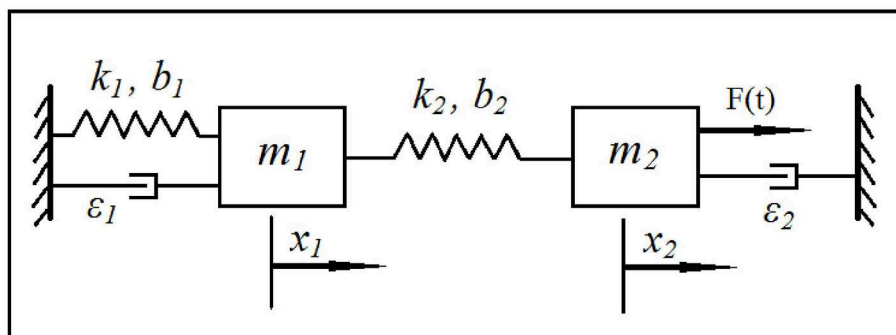 k₁, b₁
k₂, b₂
F(t)
m₁
m₂
ε₁
ε₂
x₁
x₂